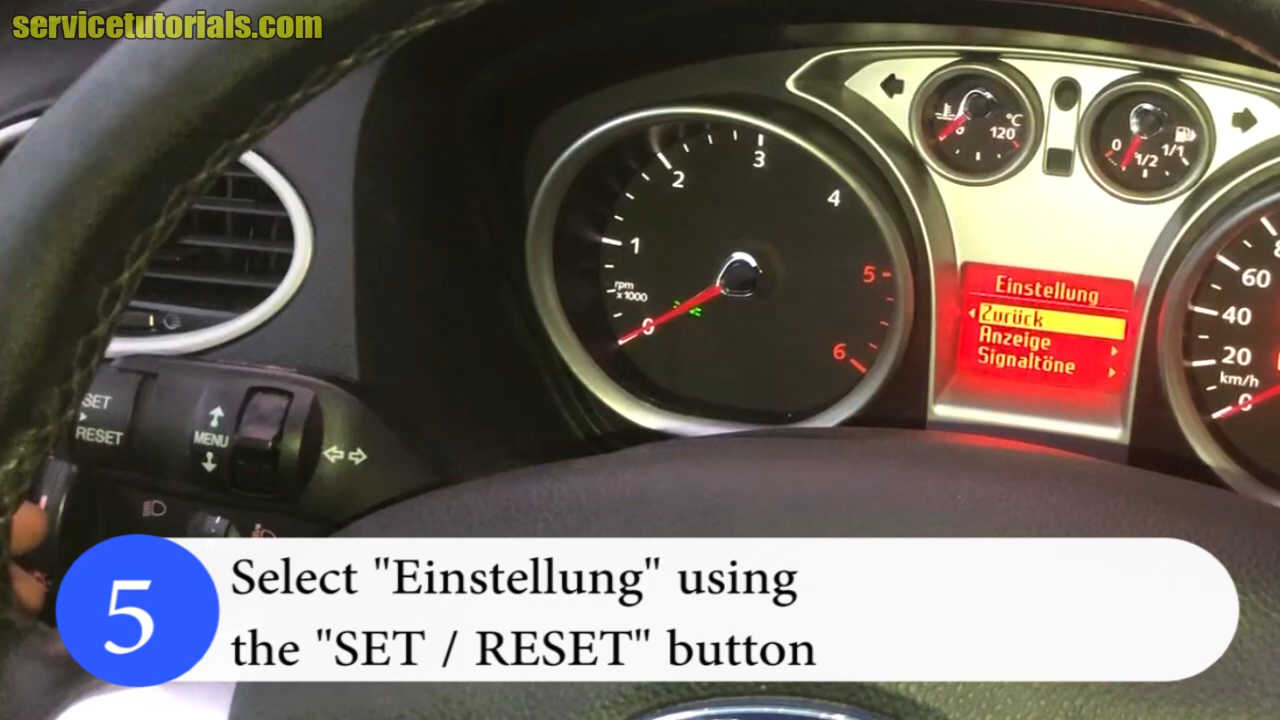 servicetutorials.com
°C
120
0
1/2
1/1
1
2
3
4
5
6
0
rpm
x1000
Einstellung
Zurück
Anzeige
Signaltöne
60
40
20
km/h
0
SET
RESET
MENU
5
Select "Einstellung" using
the "SET / RESET" button